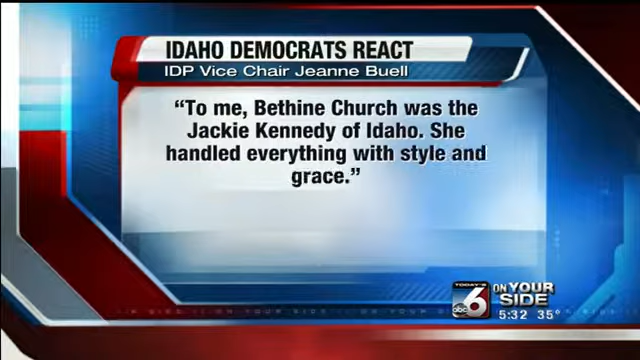 IDAHO DEMOCRATS REACT
IDP Vice Chair Jeanne Buell
“To me, Bethine Church was the
Jackie Kennedy of Idaho. She
handled everything with style and
grace.”
TODAY'S
6
abc
ON YOUR
SIDE
5:32 35°